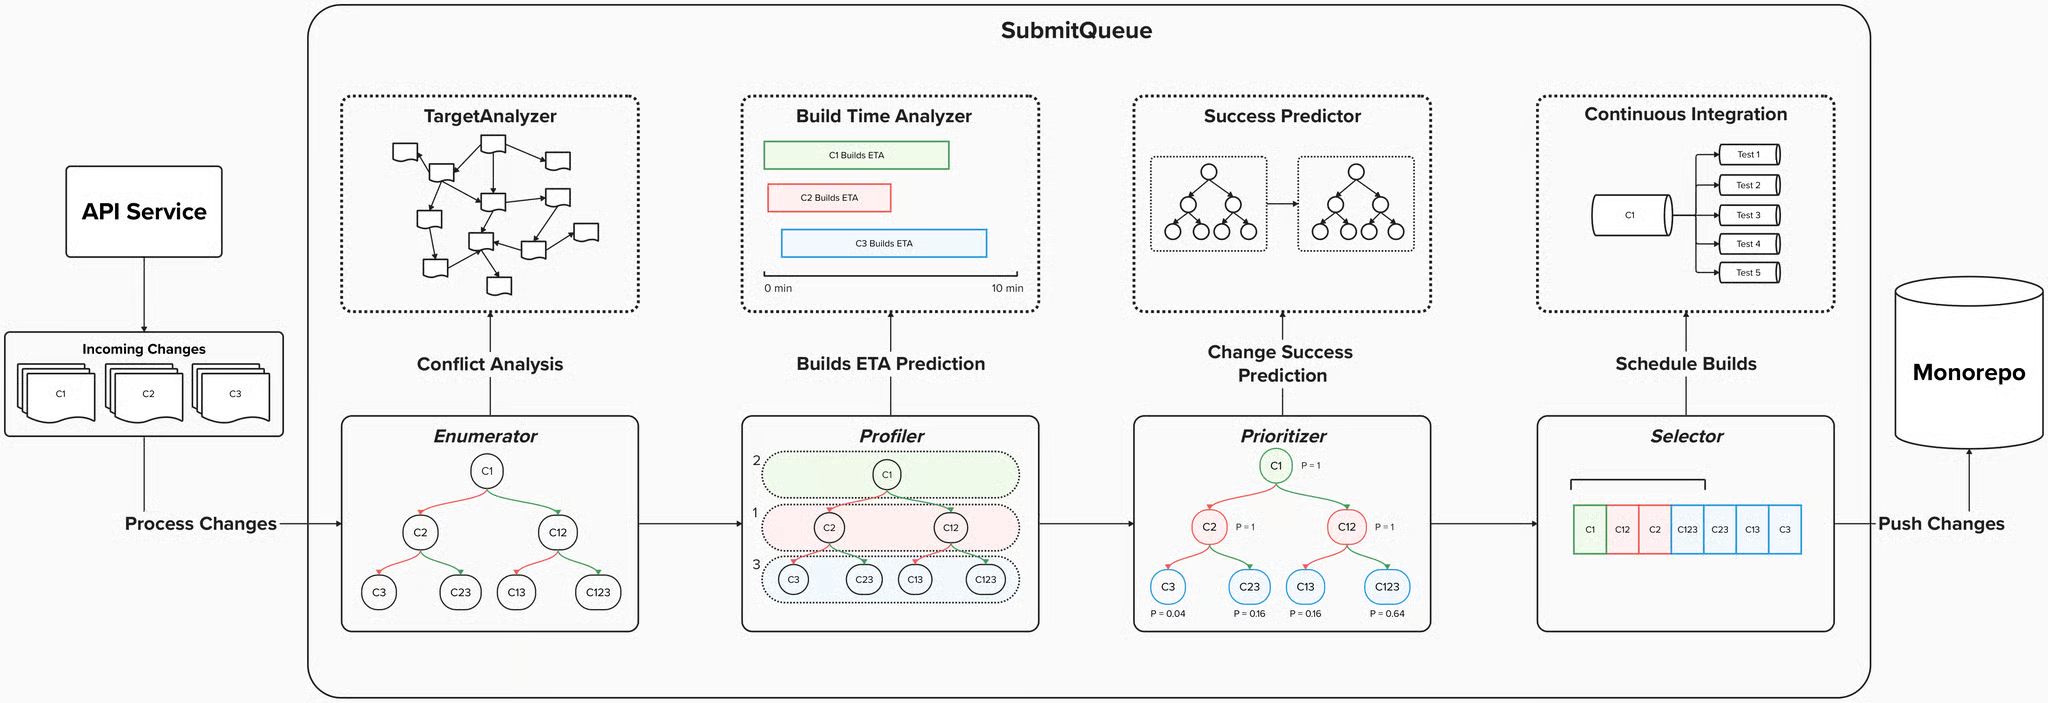 SubmitQueue
API Service
Incoming Changes
C1
C2
C3
Process Changes
TargetAnalyzer
Conflict Analysis
Enumerator
C1
C2
C12
C3
C23
C13
C123
Build Time Analyzer
C1 Builds ETA
C2 Builds ETA
C3 Builds ETA
0 min
10 min
Builds ETA Prediction
Profiler
2
C1
1
C2
C12
3
C3
C23
C13
C123
Success Predictor
Change Success
Prediction
Prioritizer
C1
P = 1
C2
P = 1
C12
P = 1
C3
C23
C13
C123
P = 0.04
P = 0.16
P = 0.16
P = 0.64
Continuous Integration
C1
Test 1
Test 2
Test 3
Test 4
Test 5
Schedule Builds
Selector
C1
C12
C2
C123
C23
C13
C3
Push Changes
Monorepo